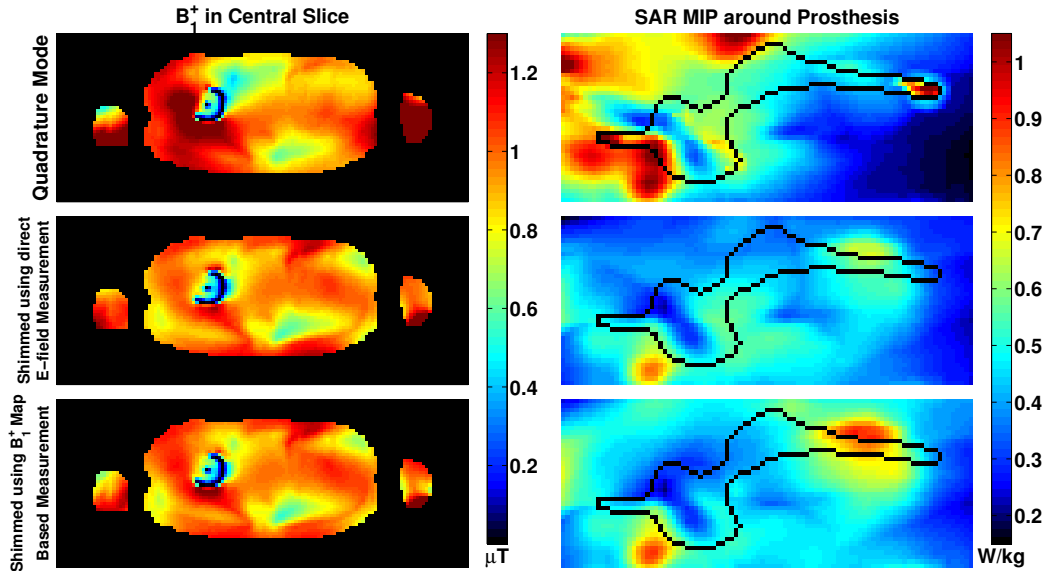 B₁⁺ in Central Slice
SAR MIP around Prosthesis
Quadrature Mode
Shimmed using direct
E-field Measurement
Shimmed using B₁⁺ Map
Based Measurement
1.2
1
0.8
0.6
0.4
0.2
μT
1
0.9
0.8
0.7
0.6
0.5
0.4
0.3
0.2
W/kg